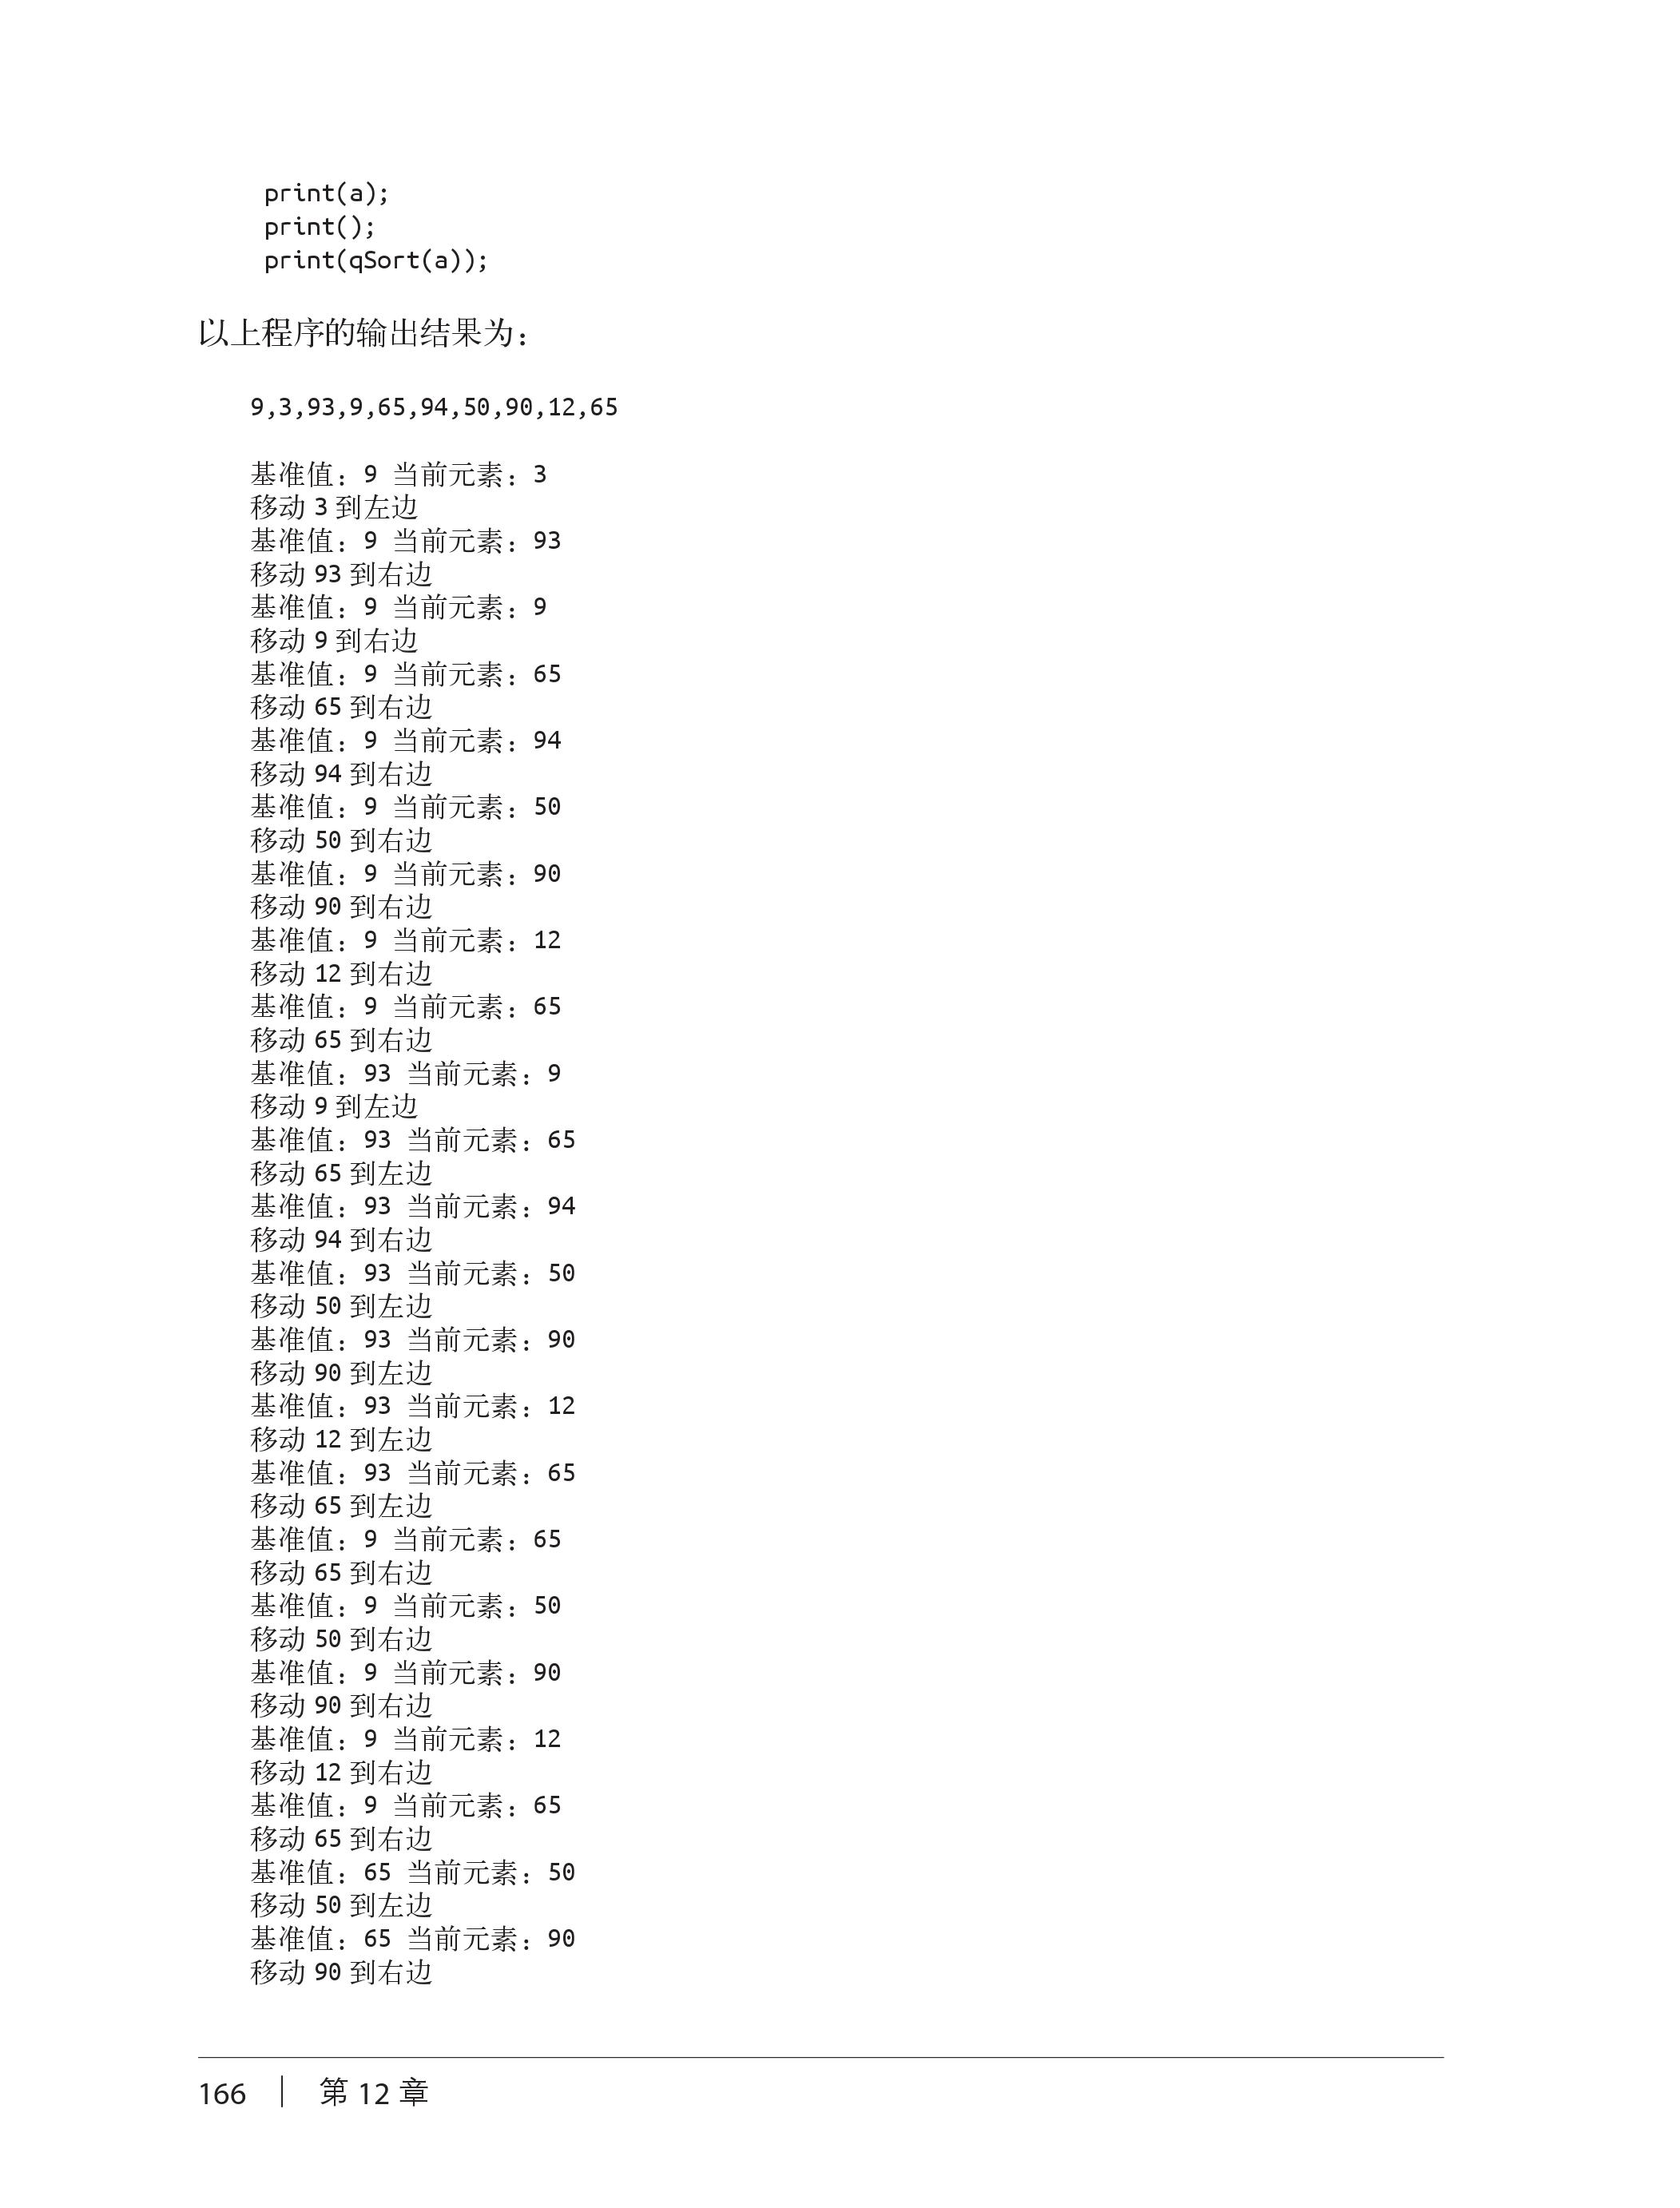 print(a);
print();
print(qSort(a));
以上程序的输出结果为：
9,3,93,9,65,94,50,90,12,65
基准值：9 当前元素：3
移动 3 到左边
基准值：9 当前元素：93
移动 93 到右边
基准值：9 当前元素：9
移动 9 到右边
基准值：9 当前元素：65
移动 65 到右边
基准值：9 当前元素：94
移动 94 到右边
基准值：9 当前元素：50
移动 50 到右边
基准值：9 当前元素：90
移动 90 到右边
基准值：9 当前元素：12
移动 12 到右边
基准值：9 当前元素：65
移动 65 到右边
基准值：93 当前元素：9
移动 9 到左边
基准值：93 当前元素：65
移动 65 到左边
基准值：93 当前元素：94
移动 94 到右边
基准值：93 当前元素：50
移动 50 到左边
基准值：93 当前元素：90
移动 90 到左边
基准值：93 当前元素：12
移动 12 到左边
基准值：93 当前元素：65
移动 65 到左边
基准值：9 当前元素：65
移动 65 到右边
基准值：9 当前元素：50
移动 50 到右边
基准值：9 当前元素：90
移动 90 到右边
基准值：9 当前元素：12
移动 12 到右边
基准值：9 当前元素：65
移动 65 到右边
基准值：65 当前元素：50
移动 50 到左边
基准值：65 当前元素：90
移动 90 到右边
166 | 第 12 章